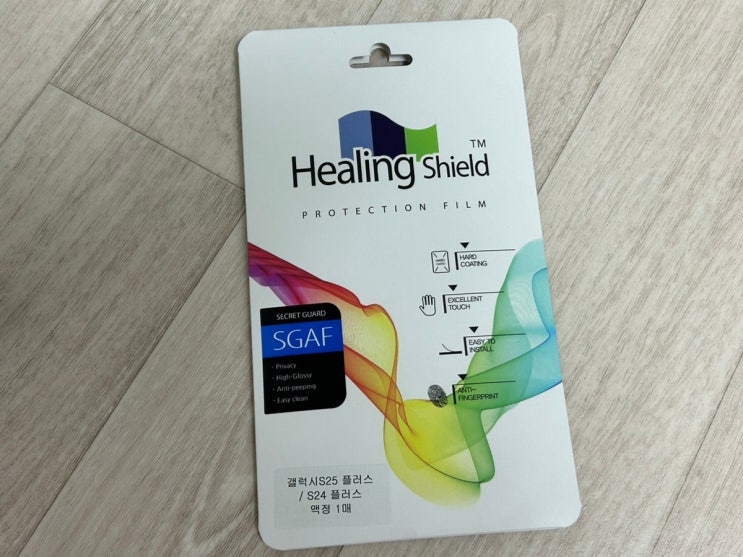 Healing Shield TM
PROTECTION FILM
HARD
COATING
EXCELLENT
TOUCH
EASY TO
INSTALL
ANTI-
FINGERPRINT
SECRET GUARD
SGAF
- Privacy
- High-Glossy
- Anti-peeping
- Easy clean
갤럭시S25 플러스
/ S24 플러스
액정 1매